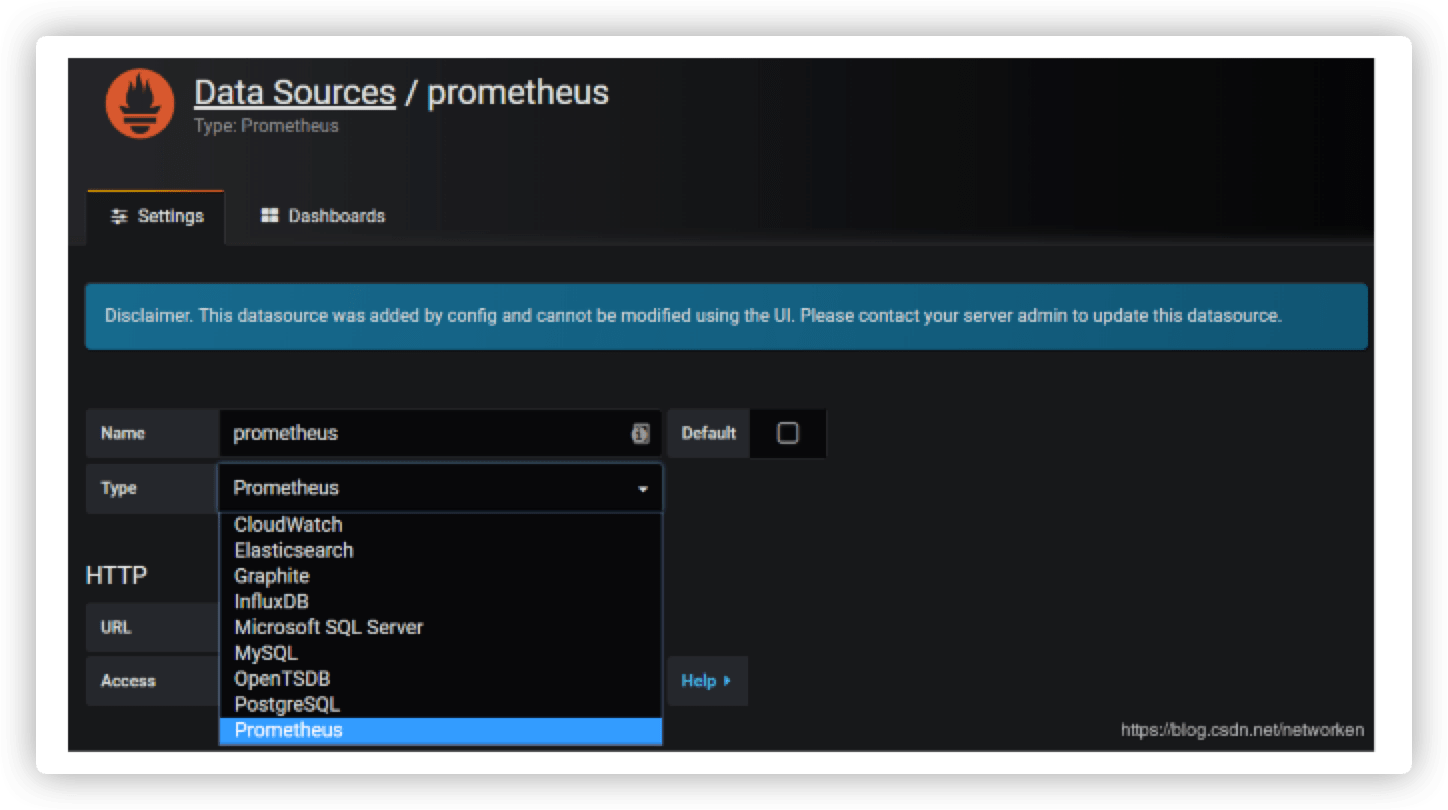 Data Sources / prometheus
Type: Prometheus
Settings Dashboards
Disclaimer. This datasource was added by config and cannot be modified using the UI. Please contact your server admin to update this datasource.
Name prometheus Default
Type Prometheus
CloudWatch
Elasticsearch
HTTP
Graphite
InfluxDB
URL
Microsoft SQL Server
MySQL
Access
OpenTSDB
Help
PostgreSQL
Prometheus
https://blog.csdn.net/networken